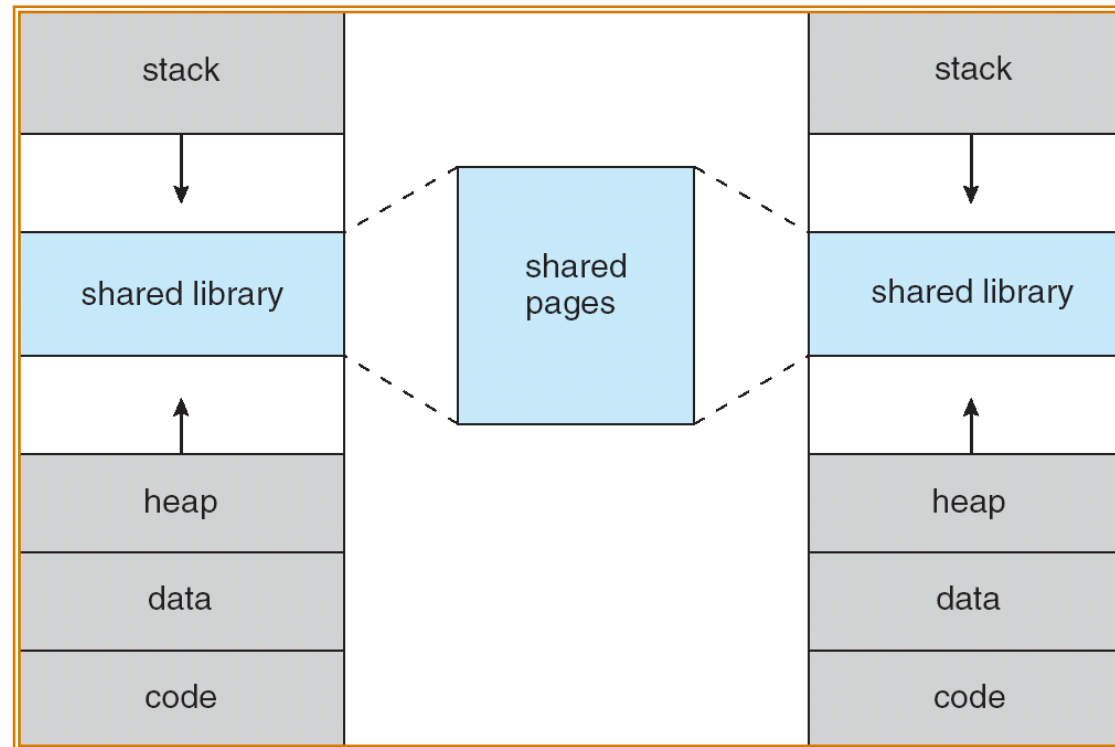 stack
shared library
heap
data
code
shared
pages
stack
shared library
heap
data
code